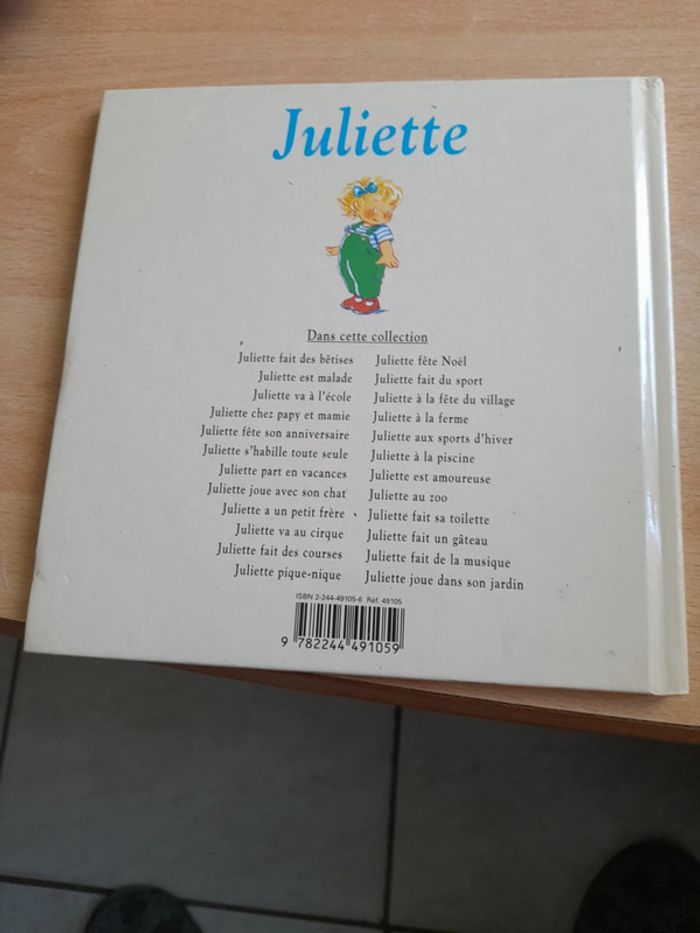 Juliette
Dans cette collection
Juliette fait des bêtises
Juliette est malade
Juliette va à l'école
Juliette chez papy et mamie
Juliette fête son anniversaire
Juliette s'habille toute seule
Juliette part en vacances
Juliette joue avec son chat
Juliette a un petit frère
Juliette va au cirque
Juliette fait des courses
Juliette pique-nique
Juliette fête Noël
Juliette fait du sport
Juliette à la fête du village
Juliette à la ferme
Juliette aux sports d'hiver
Juliette à la piscine
Juliette est amoureuse
Juliette au zoo
Juliette fait sa toilette
Juliette fait un gâteau
Juliette fait de la musique
Juliette joue dans son jardin
ISBN 2-244-49105-6 Réf. 49105
9 782244 491059